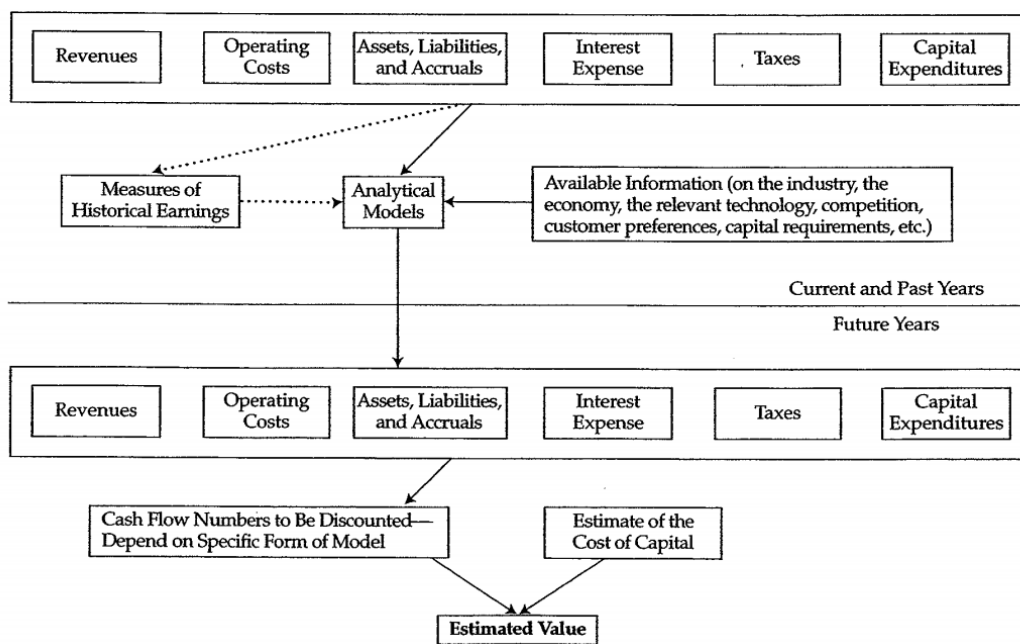 Revenues
Operating
Costs
Assets, Liabilities,
and Accruals
Interest
Expense
Taxes
Capital
Expenditures
Measures of
Historical Earnings
Analytical
Models
Available Information (on the industry, the
economy, the relevant technology, competition,
customer preferences, capital requirements, etc.)
Current and Past Years
Future Years
Revenues
Operating
Costs
Assets, Liabilities,
and Accruals
Interest
Expense
Taxes
Capital
Expenditures
Cash Flow Numbers to Be Discounted—
Depend on Specific Form of Model
Estimate of the
Cost of Capital
Estimated Value